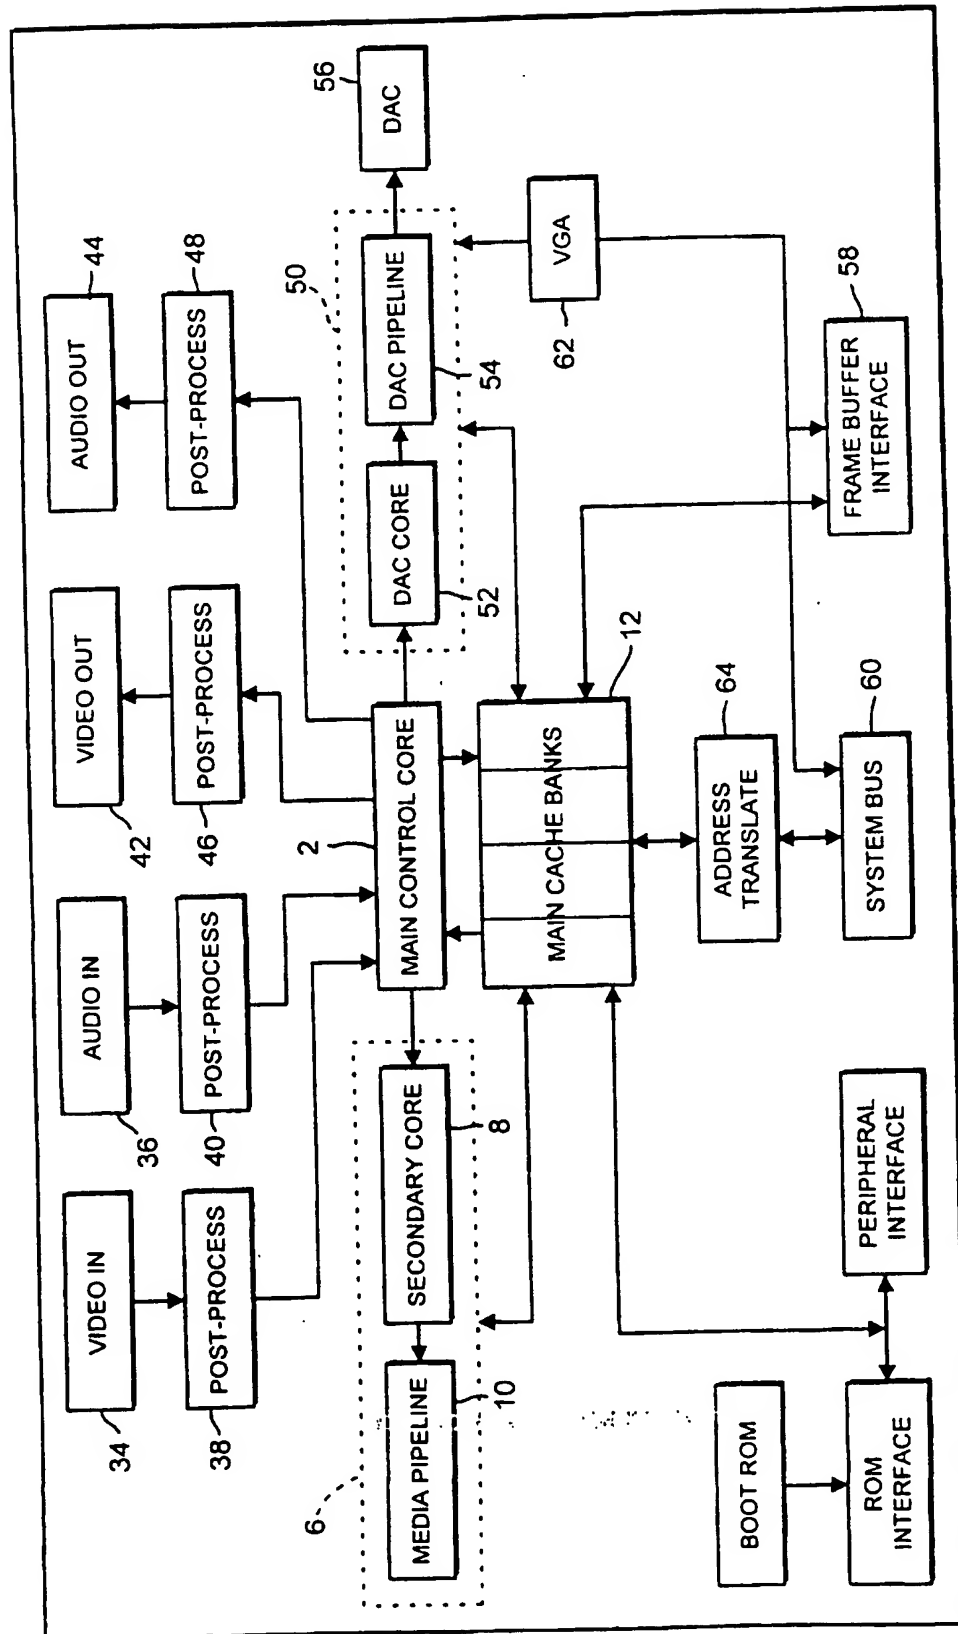 VIDEO IN
34
AUDIO IN
36
VIDEO OUT
42
AUDIO OUT
44
POST-PROCESS
38
POST-PROCESS
40
POST-PROCESS
46
POST-PROCESS
48
6
MEDIA PIPELINE
10
SECONDARY CORE
8
2
MAIN CONTROL CORE
50
DAC CORE
52
DAC PIPELINE
54
DAC
56
MAIN CACHE BANKS
12
VGA
62
ADDRESS
TRANSLATE
64
BOOT ROM
ROM
INTERFACE
PERIPHERAL
INTERFACE
SYSTEM BUS
60
FRAME BUFFER
INTERFACE
58